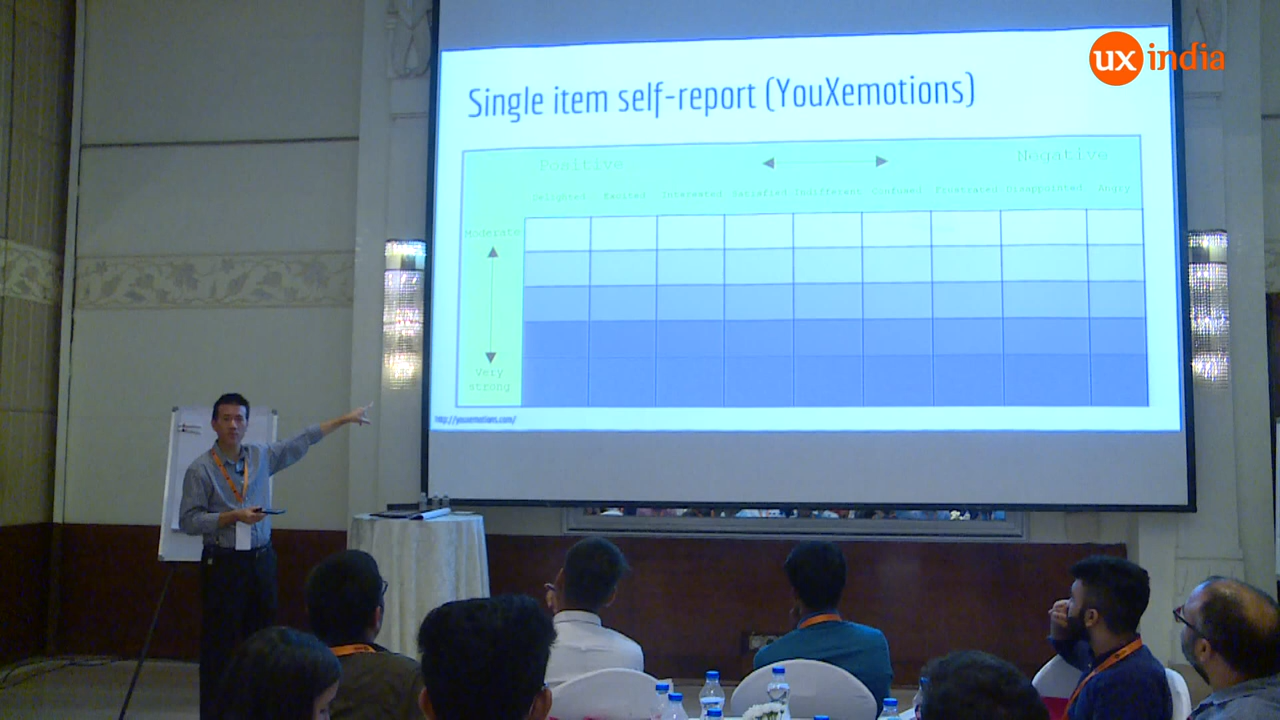 ux india
Single item self-report (YouXemotions)
Positive
Negative
Delighted Excited Interested Satisfied Indifferent Confused Frustrated Disappointed Angry
Moderate
Very
strong
http://youxemotions.com/